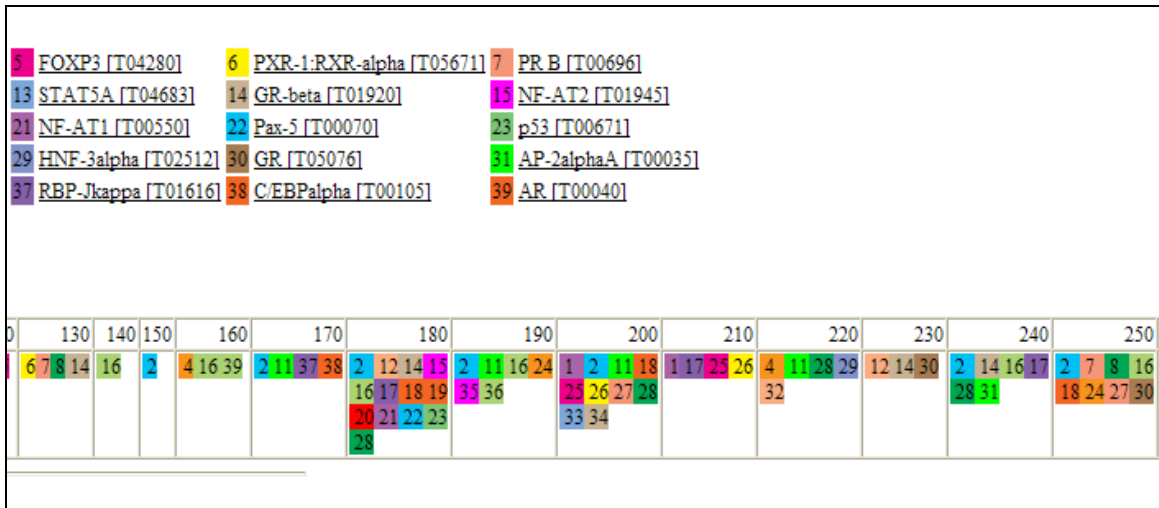 5 FOXP3 [T04280] 6 PXR-1:RXR-alpha [T05671] 7 PR B [T00696]
13 STAT5A [T04683] 14 GR-beta [T01920] 15 NF-AT2 [T01945]
21 NF-AT1 [T00550] 22 Pax-5 [T00070] 23 p53 [T00671]
29 HNF-3alpha [T02512] 30 GR [T05076] 31 AP-2alphaA [T00035]
37 RBP-Jkappa [T01616] 38 C/EBPalpha [T00105] 39 AR [T00040]
0 130 140 150 160 170 180 190 200 210 220 230 240 250
6 7 8 14 16 2 4 16 39 2 11 37 38 2 12 14 15 2 11 16 24 1 2 11 18 1 17 25 26 4 11 28 29 12 14 30 2 14 16 17 2 7 8 16
16 17 18 19 35 36 25 26 27 28 32 28 31 18 24 27 30
20 21 22 23 33 34
28